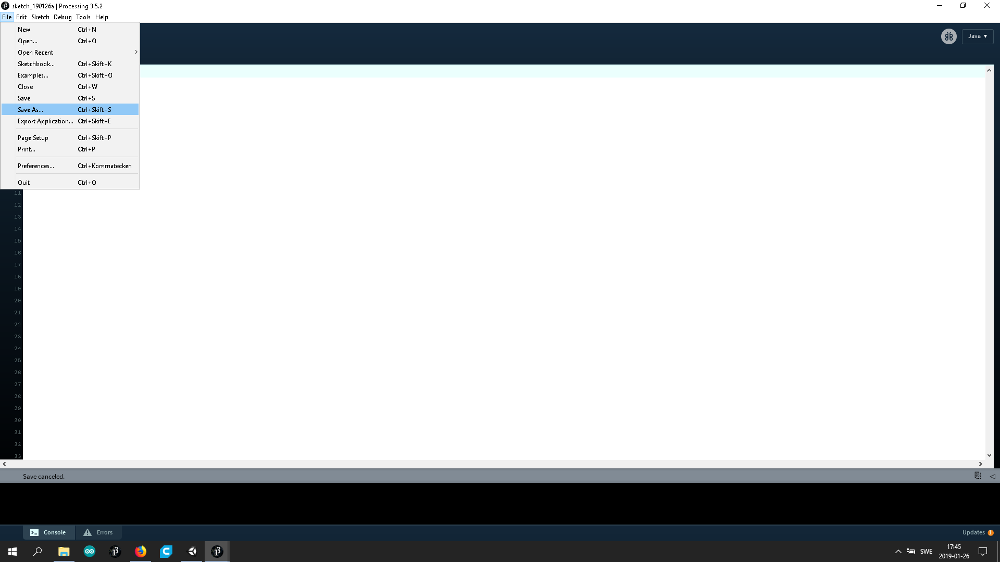 sketch_190126a | Processing 3.5.2
File Edit Sketch Debug Tools Help
New Ctrl+N
Open... Ctrl+O
Open Recent
Sketchbook... Ctrl+Skift+K
Examples... Ctrl+Skift+O
Close Ctrl+W
Save Ctrl+S
Save As... Ctrl+Skift+S
Export Application... Ctrl+Skift+E
Page Setup Ctrl+Skift+P
Print... Ctrl+P
Preferences... Ctrl+Kommatecken
Quit Ctrl+Q
Java
11
12
13
14
15
16
17
18
19
20
21
22
23
24
25
26
27
28
29
30
31
32
33
Save canceled.
Console Errors Updates 1
SWE 17:45
2019-01-26